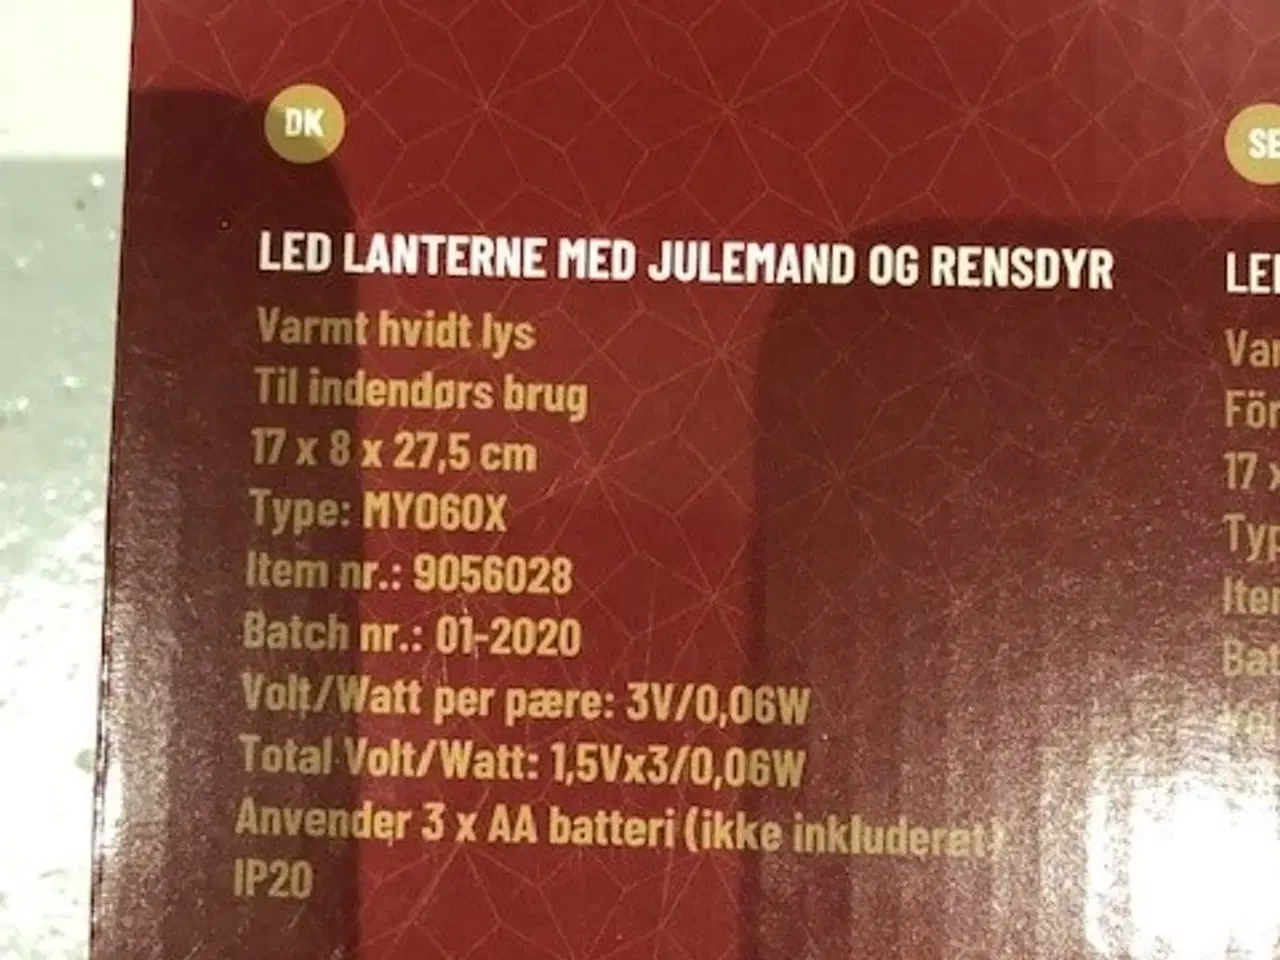 DK
LED LANTERNE MED JULEMAND OG RENSDYR
Varmt hvidt lys
Til indendørs brug
17 x 8 x 27,5 cm
Type: MY060X
Item nr.: 9056028
Batch nr.: 01-2020
Volt/Watt per pære: 3V/0,06W
Total Volt/Watt: 1,5Vx3/0,06W
Anvender 3 x AA batteri (ikke inkluderet)
IP20
SE
17 x